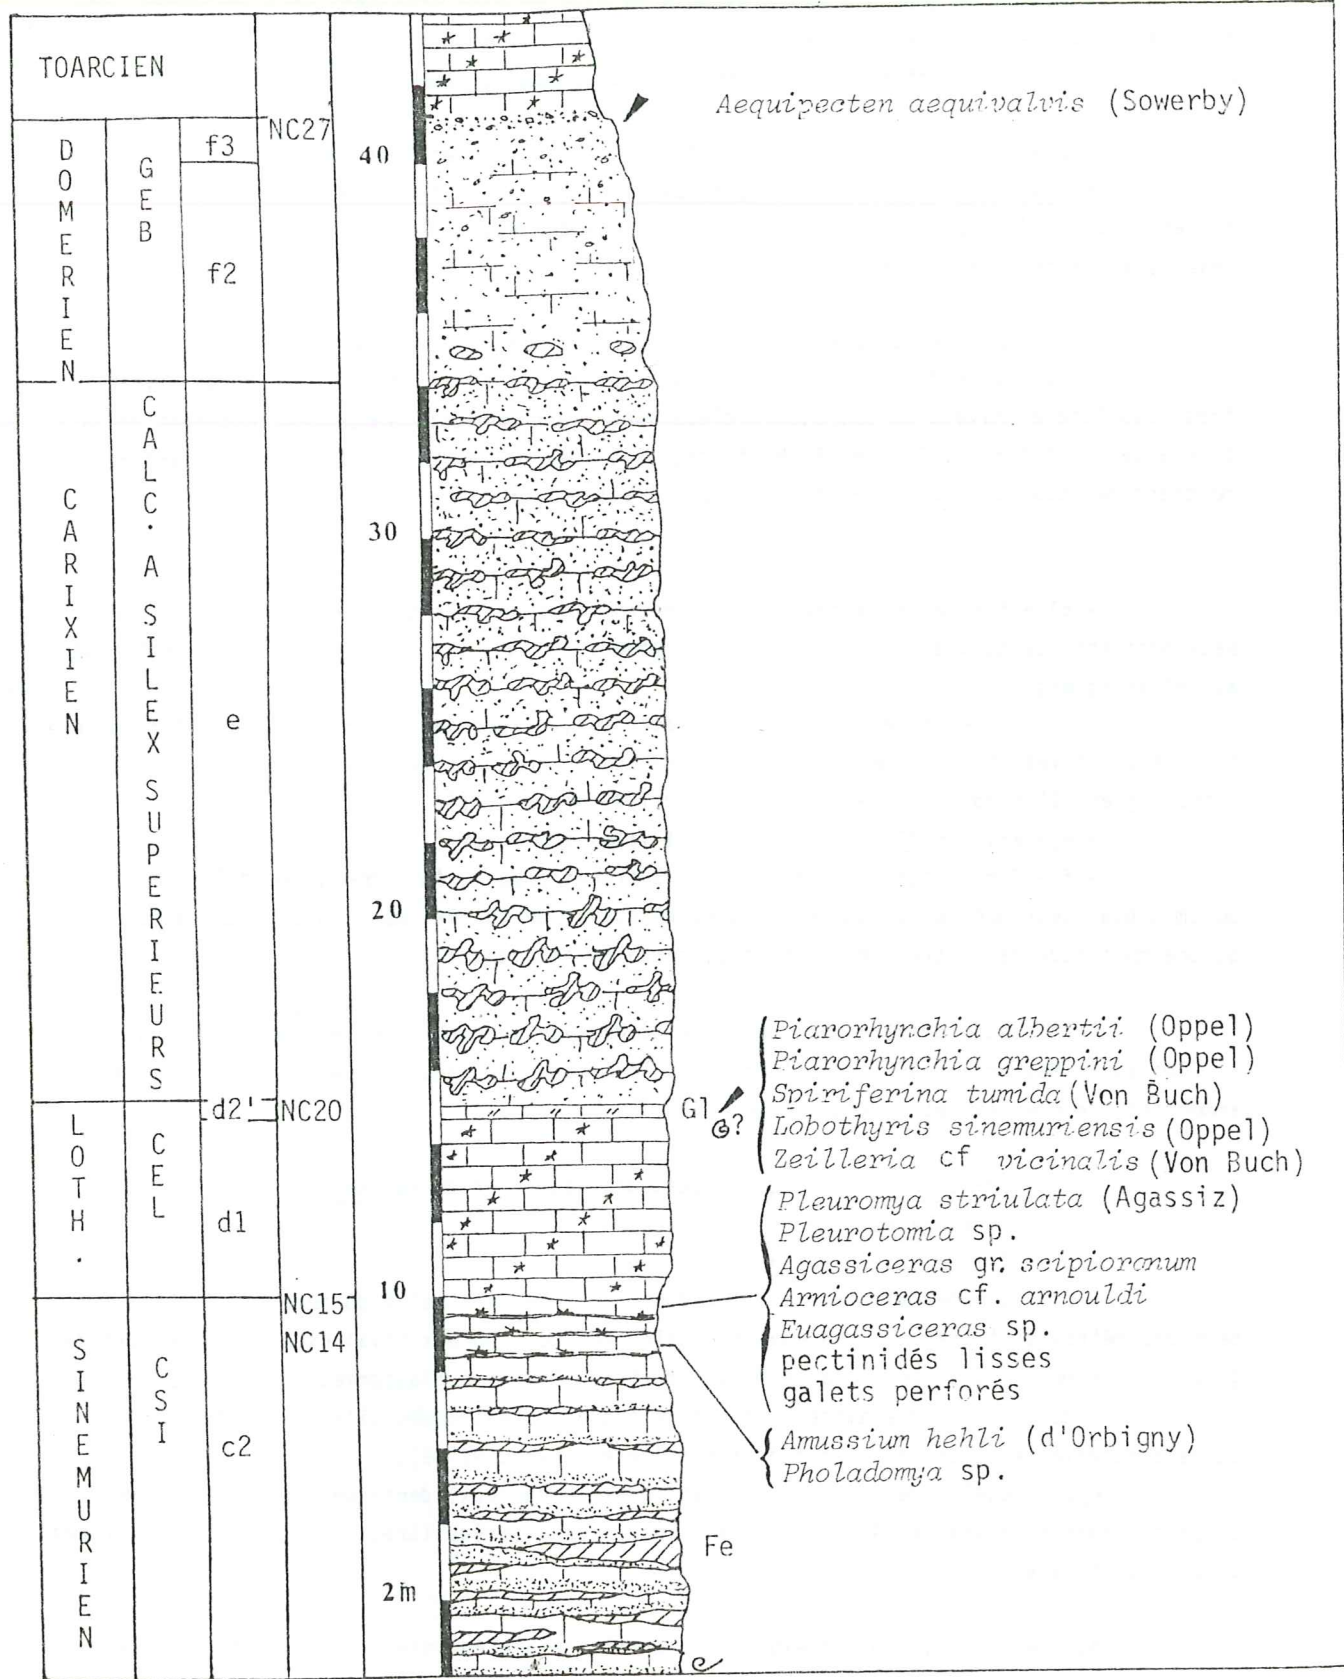 TOARCIEN
DOMERIEN
GEB
f3
f2
NC27
40
Aequipecten aequivalvis (Sowerby)
CARIXIEN
CALC. A SILEX SUPERIEURS
e
30
20
LOTH.
CEL
d2'
d1
NC20
Gl
G?
Piarorhynchia albertii (Oppel)
Piarorhynchia greppini (Oppel)
Spiriferina tumida (Von Buch)
Lobothyris sinemuriensis (Oppel)
Zeilleria cf vicinalis (Von Buch)
SINEMURIEN
CSI
c2
NC15
NC14
10
Pleuromya striulata (Agassiz)
Pleurotomia sp.
Agassiceras gr. scipioranum
Arnioceras cf. arnouldi
Euagassiceras sp.
pectinidés lisses
galets perforés
Amussium hehli (d'Orbigny)
Pholadomya sp.
Fe
2m